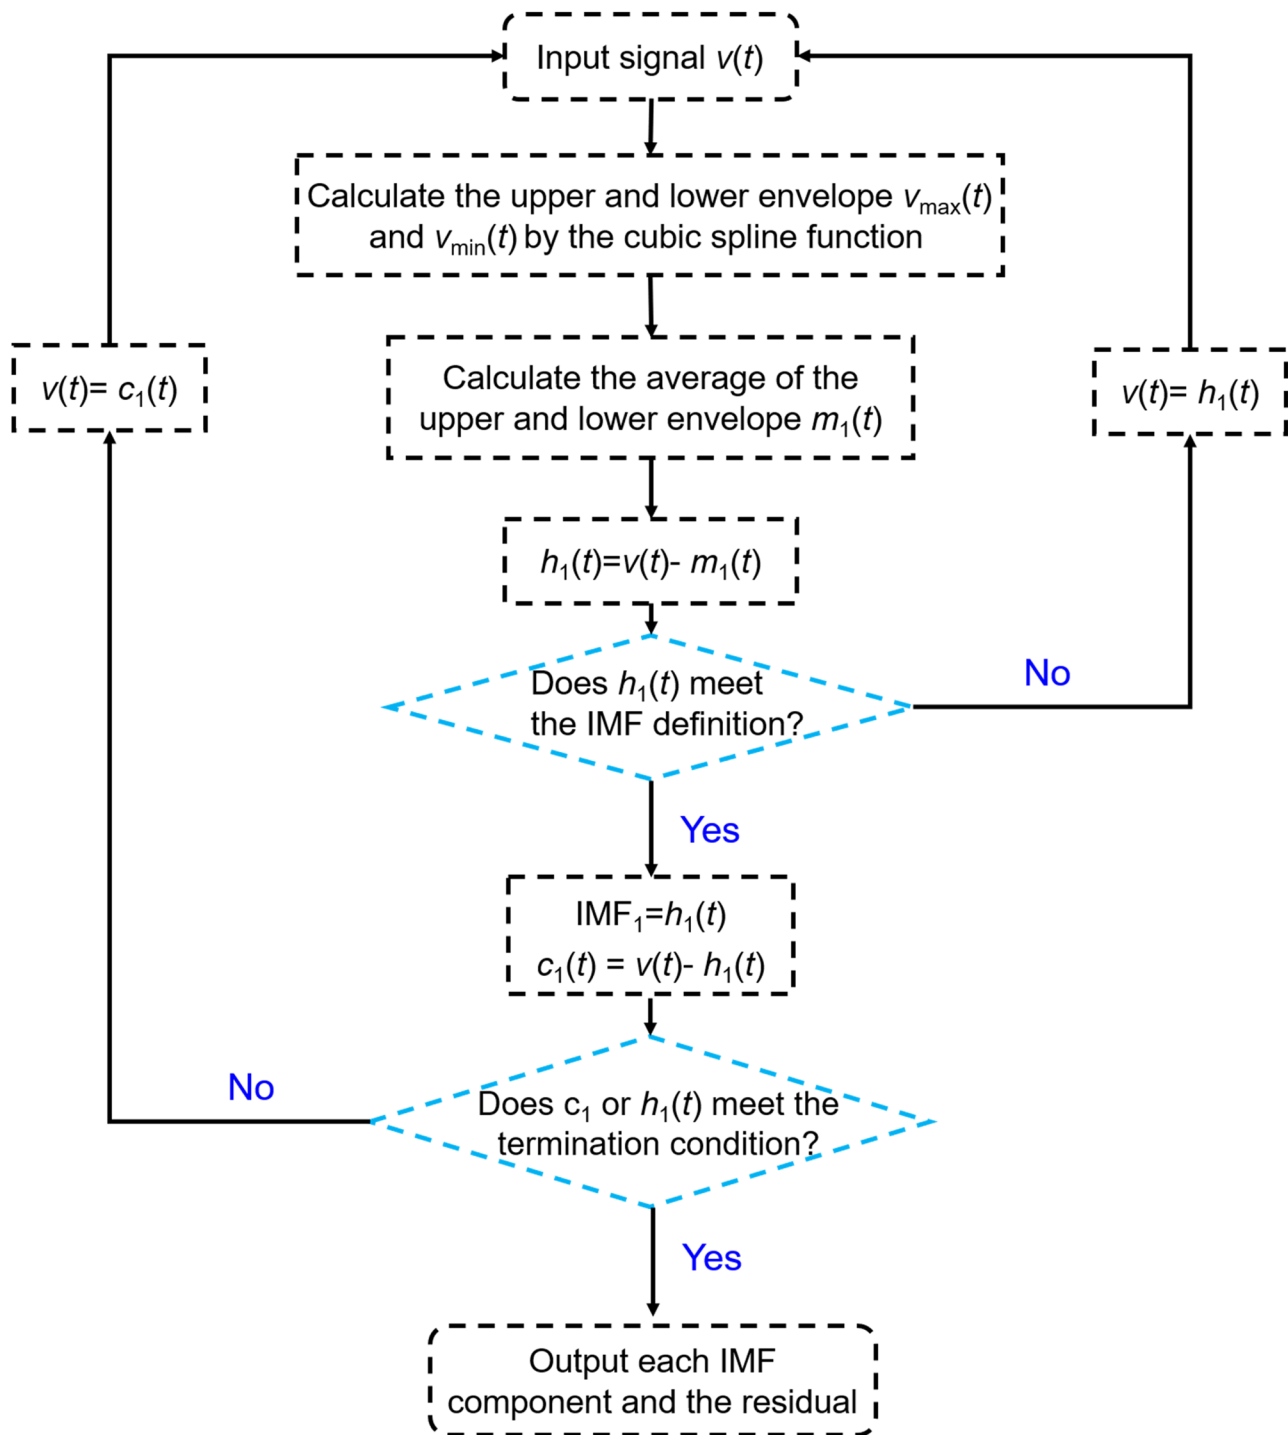 Input signal v(t)
Calculate the upper and lower envelope vmax(t)
and vmin(t) by the cubic spline function
Calculate the average of the
upper and lower envelope m1(t)
v(t)= c1(t)
v(t)= h1(t)
h1(t)=v(t)- m1(t)
Does h1(t) meet
the IMF definition?
No
Yes
IMF1=h1(t)
c1(t) = v(t)- h1(t)
No
Does c1 or h1(t) meet the
termination condition?
Yes
Output each IMF
component and the residual